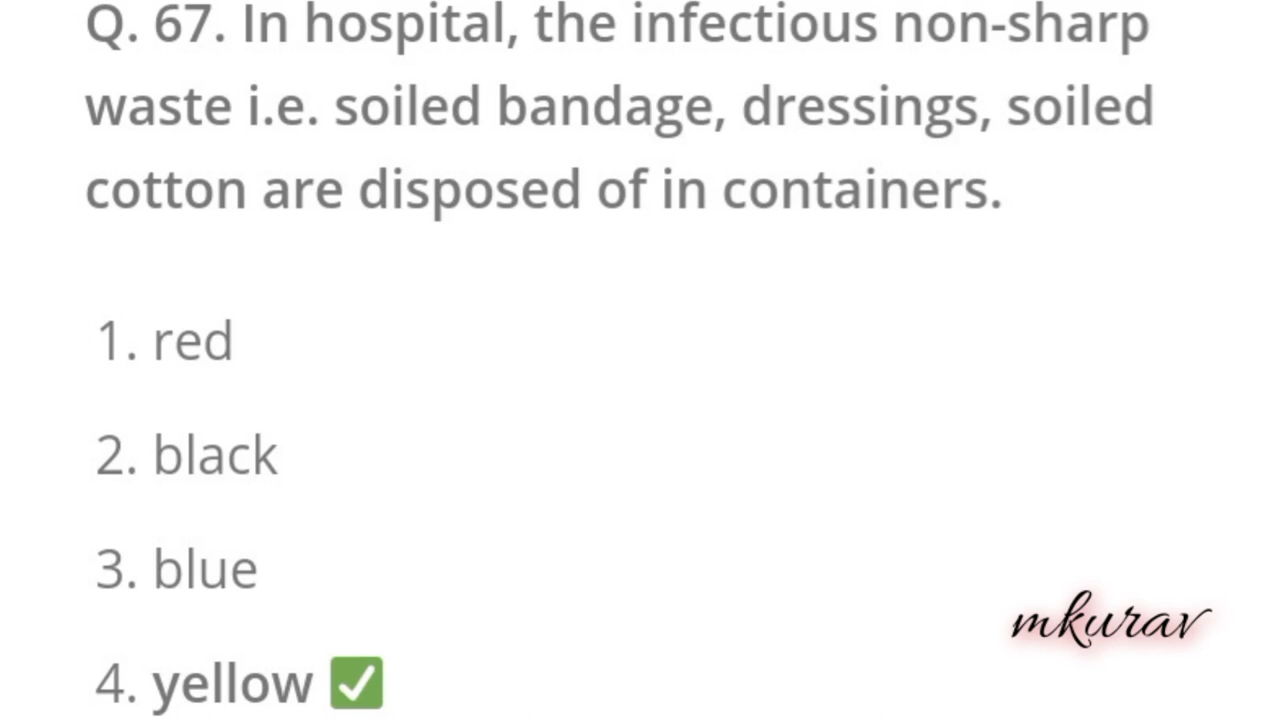 Q. 67. In hospital, the infectious non-sharp
waste i.e. soiled bandage, dressings, soiled
cotton are disposed of in containers.
1. red
2. black
3. blue
mkurav
4. yellow ✅